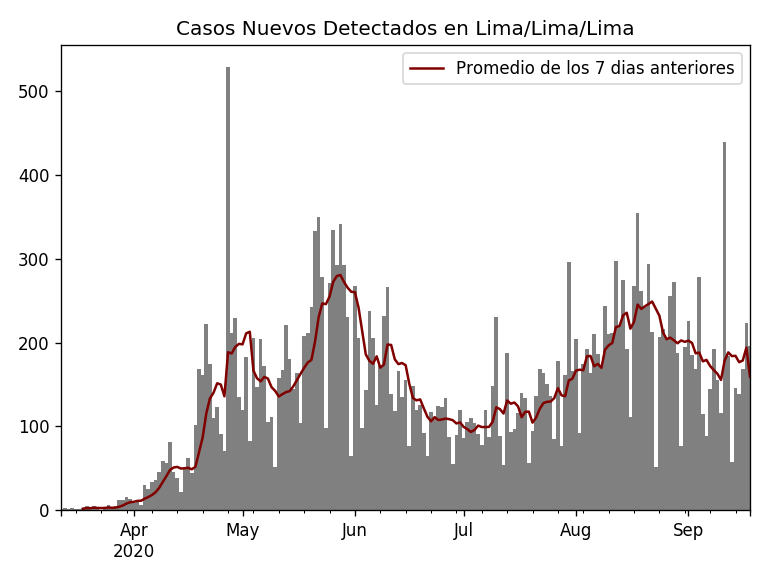 Casos Nuevos Detectados en Lima/Lima/Lima
Promedio de los 7 dias anteriores
500
400
300
200
100
0
Apr
May
Jun
Jul
Aug
Sep
2020